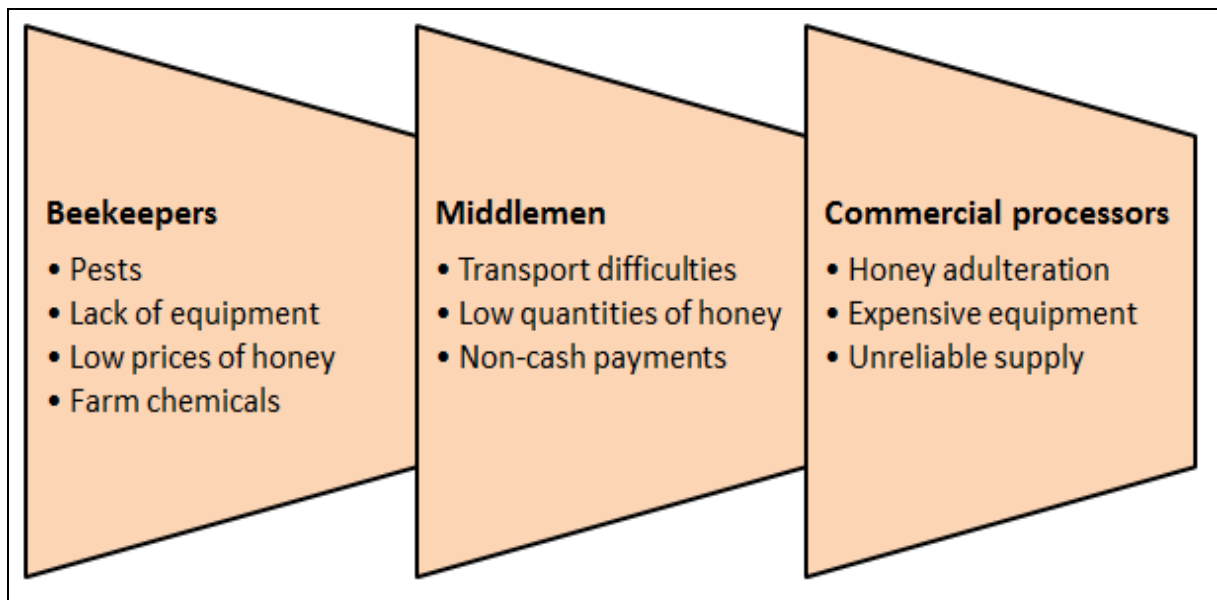 Beekeepers
• Pests
• Lack of equipment
• Low prices of honey
• Farm chemicals
Middlemen
• Transport difficulties
• Low quantities of honey
• Non-cash payments
Commercial processors
• Honey adulteration
• Expensive equipment
• Unreliable supply